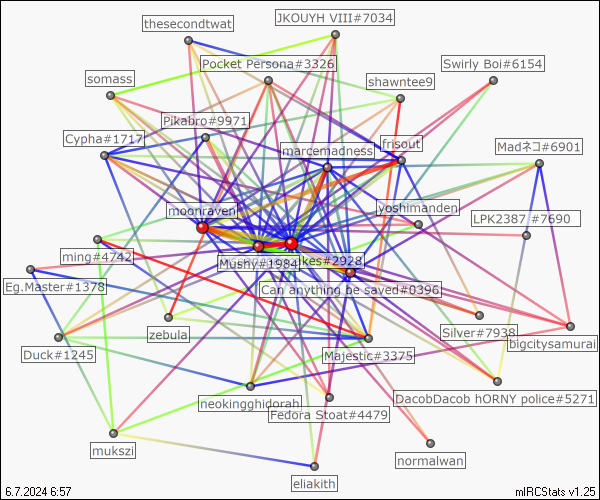 thesecondtwat
JKOUYH VIII#7034
Pocket Persona#3326
Swirly Boi#6154
somass
shawntee9
Pikabro#9971
Cypha#1717
frisout
Madネコ#6901
marcemadness
moonraven
yoshimanden
LPK2387 #7690
ming#4742
Mushy#1984
kes#2928
Eg.Master#1378
Can anything be saved#0396
zebula
Silver#7938
bigcitysamurai
Duck#1245
Majestic#3375
neokingghidorah
DacobDacob hORNY police#5271
Fedora Stoat#4479
mukszi
normalwan
eliakith
6.7.2024 6:57
mIRCStats v1.25